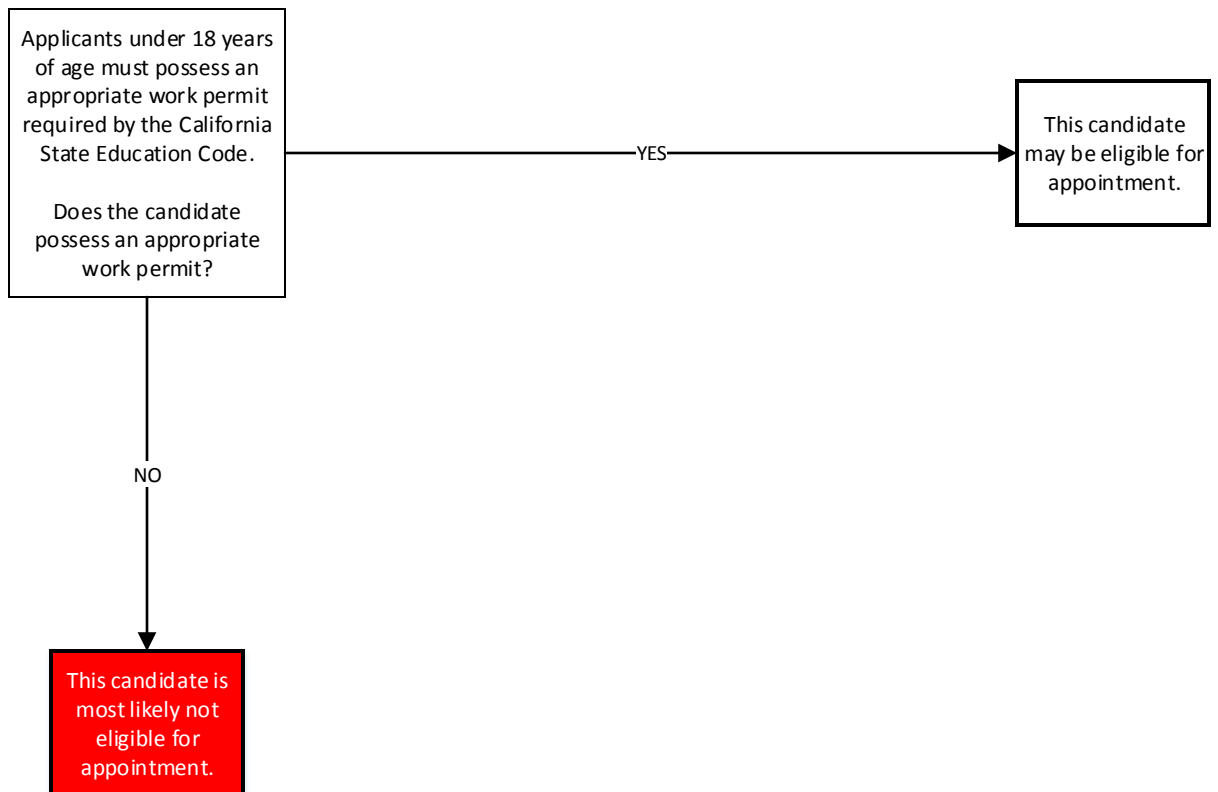 Applicants under 18 years
of age must possess an
appropriate work permit
required by the California
State Education Code.
Does the candidate
possess an appropriate
work permit?
YES
This candidate
may be eligible for
appointment.
NO
This candidate is
most likely not
eligible for
appointment.